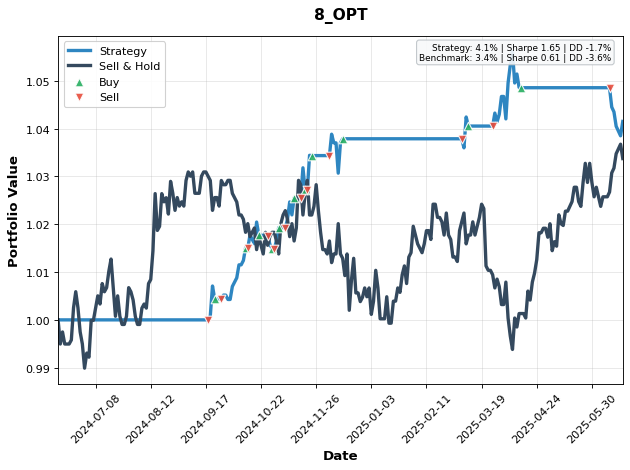 8_OPT
Strategy
Sell & Hold
Buy
Sell
Strategy: 4.1% | Sharpe 1.65 | DD -1.7%
Benchmark: 3.4% | Sharpe 0.61 | DD -3.6%
Portfolio Value
1.05
1.04
1.03
1.02
1.01
1.00
0.99
2024-07-08
2024-08-12
2024-09-17
2024-10-22
2024-11-26
2025-01-03
2025-02-11
2025-03-19
2025-04-24
2025-05-30
Date